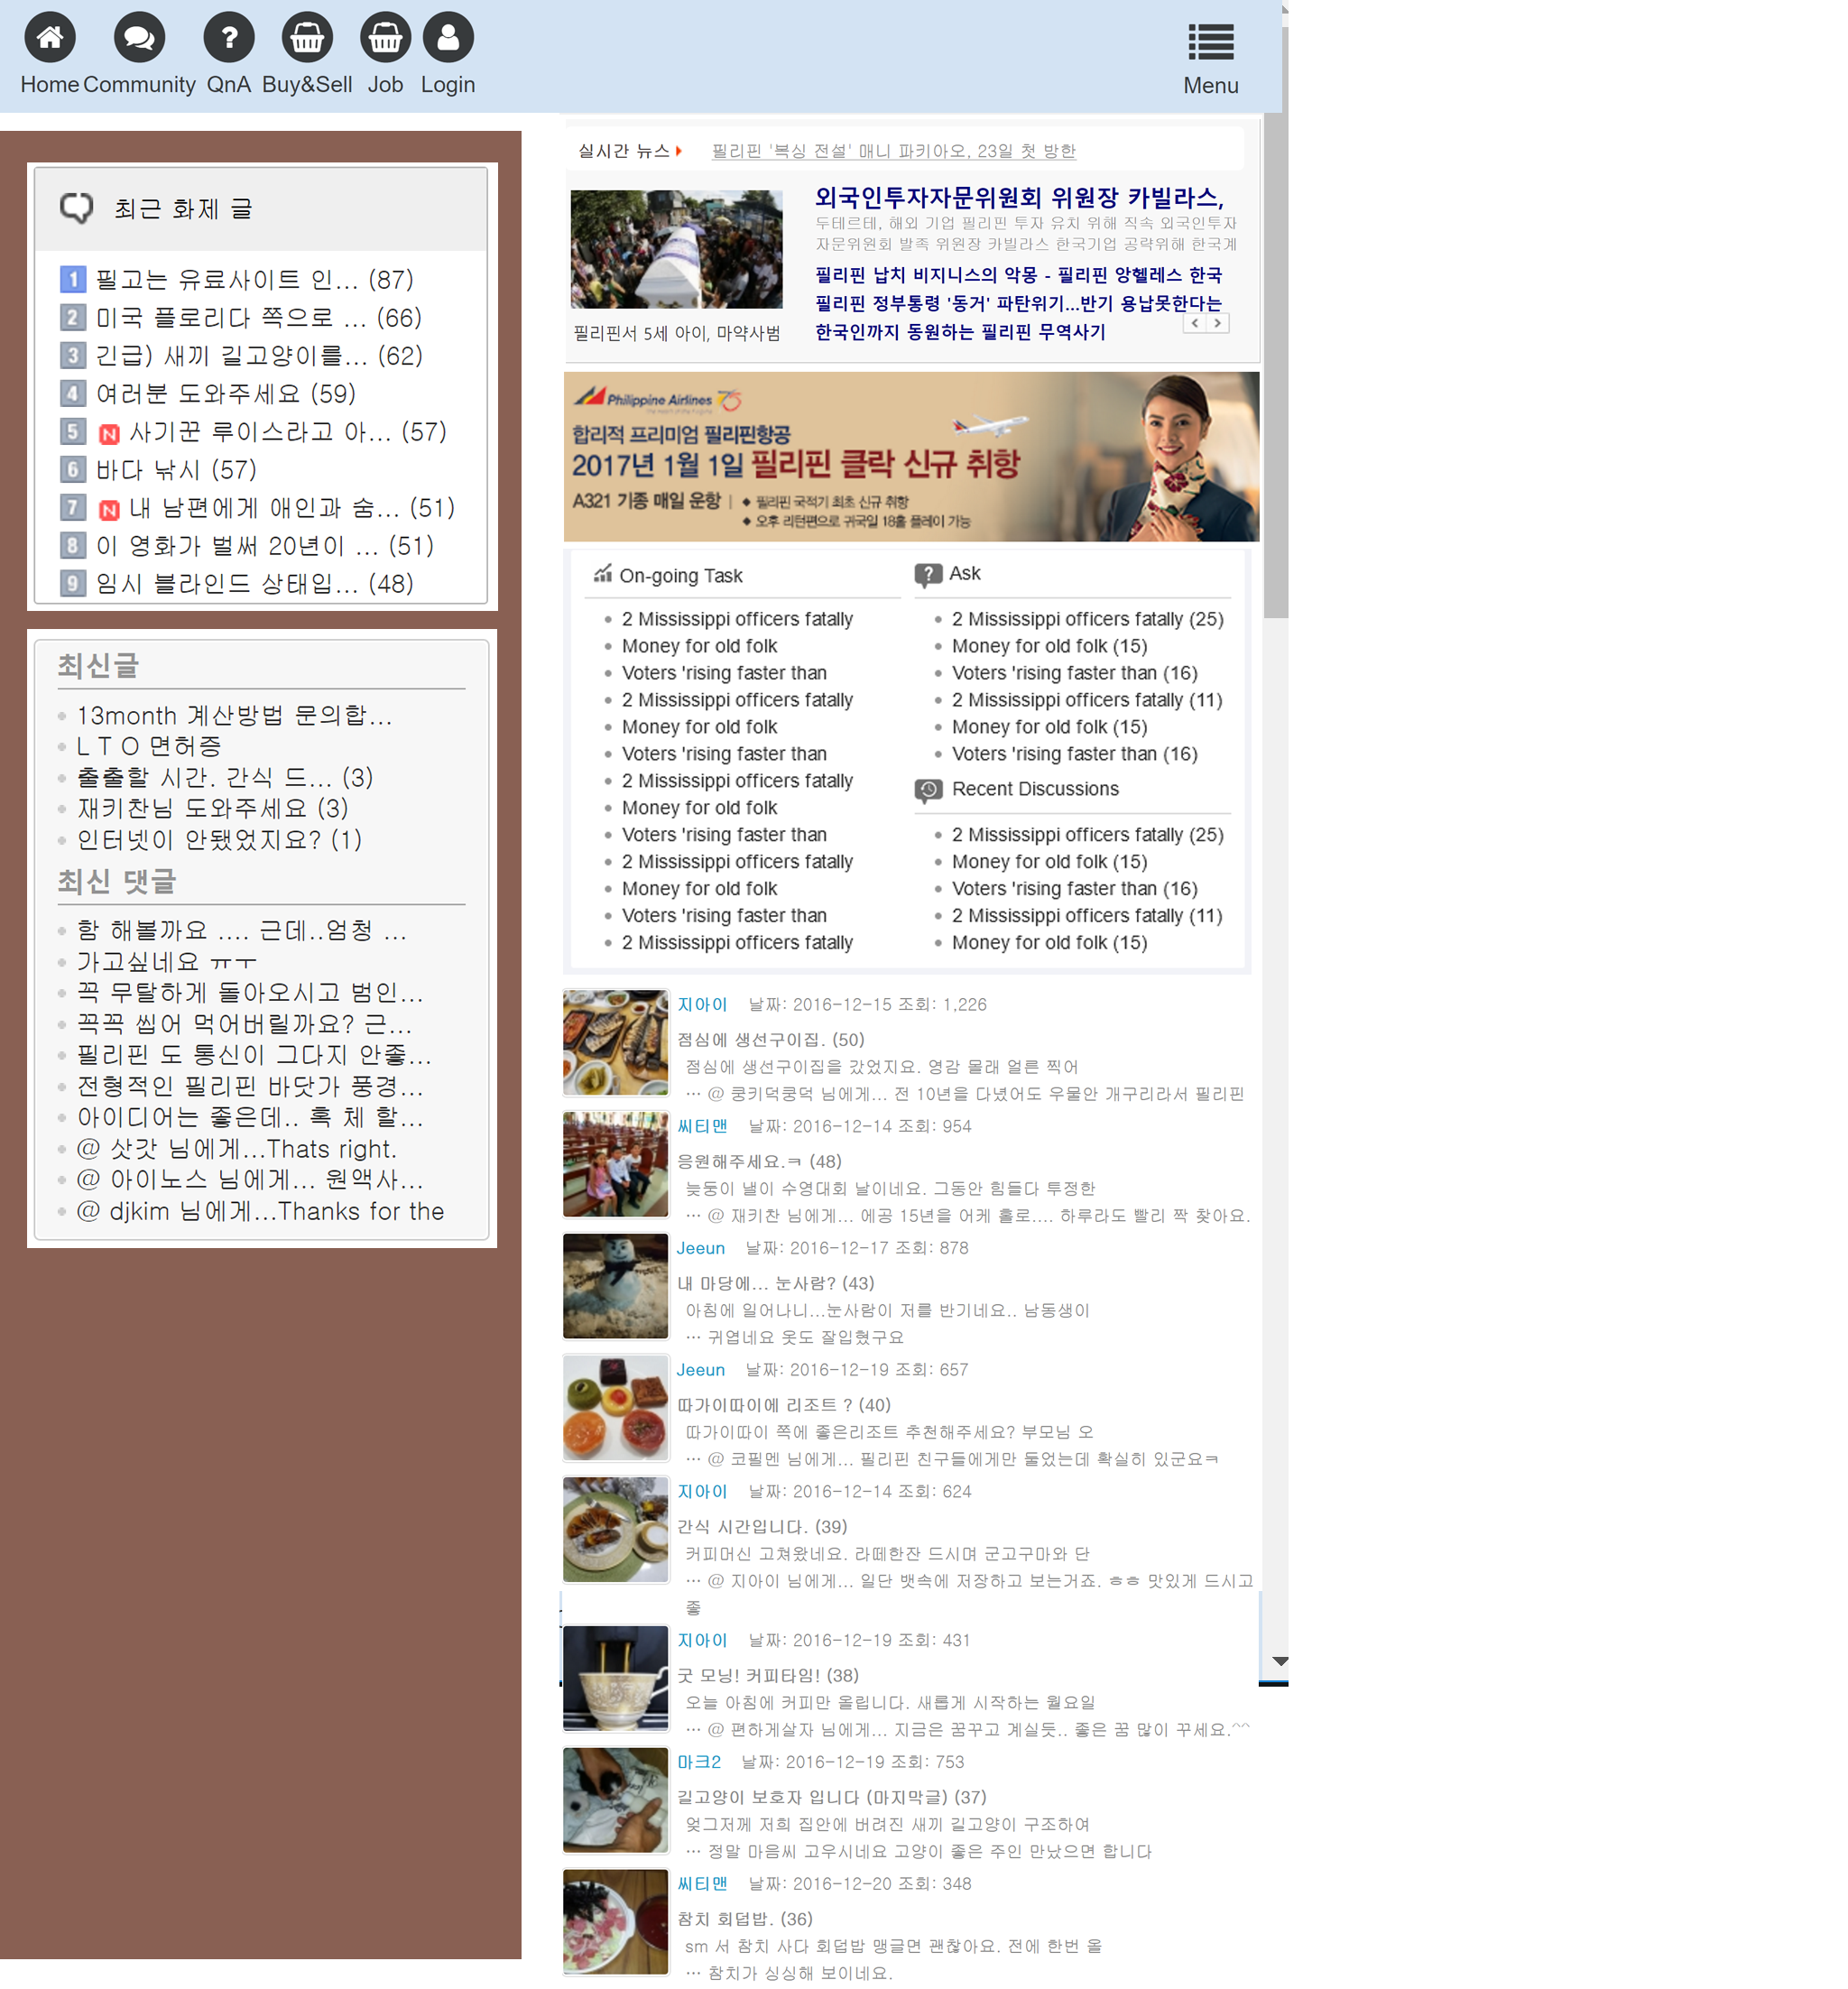 Home Community QnA Buy&Sell Job Login Menu
최근 화제 글
1 필고는 유료사이트 인... (87)
2 미국 플로리다 쪽으로 ... (66)
3 긴급) 새끼 길고양이를... (62)
4 여러분 도와주세요 (59)
5 N 사기꾼 루이스라고 아... (57)
6 바다 낚시 (57)
7 N 내 남편에게 애인과 숨... (51)
8 이 영화가 벌써 20년이 ... (51)
9 임시 블라인드 상태입... (48)
최신글
13month 계산방법 문의합...
L T O 면허증
출출할 시간. 간식 드... (3)
재키찬님 도와주세요 (3)
인터넷이 안됐었지요? (1)
최신 댓글
함 해볼까요 .... 근데..엄청 ...
가고싶네요 ㅠㅜ
꼭 무탈하게 돌아오시고 범인...
꼭꼭 씹어 먹어버릴까요? 근...
필리핀 도 통신이 그다지 안좋...
전형적인 필리핀 바닷가 풍경...
아이디어는 좋은데.. 혹 체 할...
@ 삿갓 님에게...Thats right.
@ 아이노스 님에게... 원액사...
@ djkim 님에게...Thanks for the
실시간 뉴스 필리핀 '복싱 전설' 매니 파키아오, 23일 첫 방한
필리핀서 5세 아이, 마약사범
외국인투자자문위원회 위원장 카빌라스,
두테르테, 해외 기업 필리핀 투자 유치 위해 직속 외국인투자
자문위원회 발족 위원장 카빌라스 한국기업 공략위해 한국계
필리핀 납치 비지니스의 악몽 - 필리핀 앙헬레스 한국
필리핀 정부통령 '동거' 파탄위기...반기 용납못한다는
한국인까지 동원하는 필리핀 무역사기
Philippine Airlines
합리적 프리미엄 필리핀항공
2017년 1월 1일 필리핀 클락 신규 취항
A321 기종 매일 운항 | ◆ 필리핀 국적기 최초 신규 취항
◆ 오후 리턴편으로 귀국일 18홀 플레이 가능
On-going Task
2 Mississippi officers fatally
Money for old folk
Voters 'rising faster than
2 Mississippi officers fatally
Money for old folk
Voters 'rising faster than
2 Mississippi officers fatally
Money for old folk
Voters 'rising faster than
2 Mississippi officers fatally
Money for old folk
Voters 'rising faster than
2 Mississippi officers fatally
Ask
2 Mississippi officers fatally (25)
Money for old folk (15)
Voters 'rising faster than (16)
2 Mississippi officers fatally (11)
Money for old folk (15)
Voters 'rising faster than (16)
Recent Discussions
2 Mississippi officers fatally (25)
Money for old folk (15)
Voters 'rising faster than (16)
2 Mississippi officers fatally (11)
Money for old folk (15)
지아이 날짜: 2016-12-15 조회: 1,226
점심에 생선구이집. (50)
점심에 생선구이집을 갔었지요. 영감 몰래 얼른 찍어
… @ 쿵키덕쿵덕 님에게... 전 10년을 다녔어도 우물안 개구리라서 필리핀
씨티맨 날짜: 2016-12-14 조회: 954
응원해주세요.ㅋ (48)
늦둥이 낼이 수영대회 날이네요. 그동안 힘들다 투정한
… @ 재키찬 님에게... 에공 15년을 어케 홀로.... 하루라도 빨리 짝 찾아요.
Jeeun 날짜: 2016-12-17 조회: 878
내 마당에... 눈사람? (43)
아침에 일어나니...눈사람이 저를 반기네요.. 남동생이
… 귀엽네요 옷도 잘입혔구요
Jeeun 날짜: 2016-12-19 조회: 657
따가이따이에 리조트 ? (40)
따가이따이 쪽에 좋은리조트 추천해주세요? 부모님 오
… @ 코필멘 님에게... 필리핀 친구들에게만 둘었는데 확실히 있군요ㅋ
지아이 날짜: 2016-12-14 조회: 624
간식 시간입니다. (39)
커피머신 고쳐왔네요. 라떼한잔 드시며 군고구마와 단
… @ 지아이 님에게... 일단 뱃속에 저장하고 보는거죠. ㅎㅎ 맛있게 드시고
좋
지아이 날짜: 2016-12-19 조회: 431
굿 모닝! 커피타임! (38)
오늘 아침에 커피만 올립니다. 새롭게 시작하는 월요일
… @ 편하게살자 님에게... 지금은 꿈꾸고 계실듯.. 좋은 꿈 많이 꾸세요.^^
마크2 날짜: 2016-12-19 조회: 753
길고양이 보호자 입니다 (마지막글) (37)
엊그저께 저희 집안에 버려진 새끼 길고양이 구조하여
… 정말 마음씨 고우시네요 고양이 좋은 주인 만났으면 합니다
씨티맨 날짜: 2016-12-20 조회: 348
참치 회덥밥. (36)
sm 서 참치 사다 회덥밥 맹글면 괜찮아요. 전에 한번 올
… 참치가 싱싱해 보이네요.